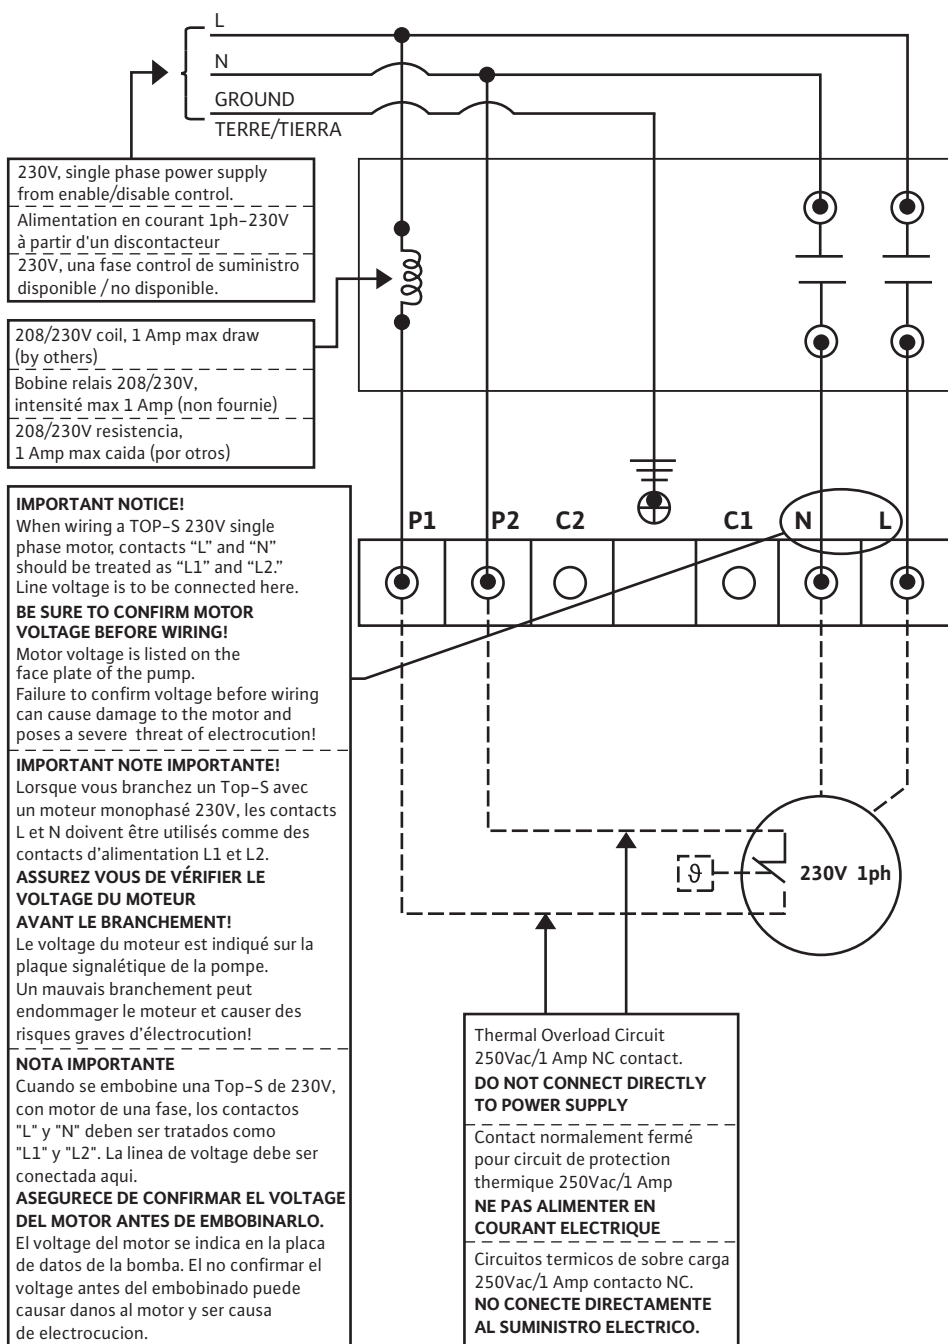 L
N
GROUND
TERRE/TIERRA
230V, single phase power supply
from enable/disable control.
Alimentation en courant 1ph–230V
à partir d'un discontacteur
230V, una fase control de suministro
disponible / no disponible.
208/230V coil, 1 Amp max draw
(by others)
Bobine relais 208/230V,
intensité max 1 Amp (non fournie)
208/230V resistencia,
1 Amp max caida (por otros)
P1 P2 C2 C1 N L
IMPORTANT NOTICE!
When wiring a TOP–S 230V single
phase motor, contacts “L” and “N”
should be treated as “L1” and “L2.”
Line voltage is to be connected here.
BE SURE TO CONFIRM MOTOR
VOLTAGE BEFORE WIRING!
Motor voltage is listed on the
face plate of the pump.
Failure to confirm voltage before wiring
can cause damage to the motor and
poses a severe threat of electrocution!
IMPORTANT NOTE IMPORTANTE!
Lorsque vous branchez un Top–S avec
un moteur monophasé 230V, les contacts
L et N doivent être utilisés comme des
contacts d’alimentation L1 et L2.
ASSUREZ VOUS DE VÉRIFIER LE
VOLTAGE DU MOTEUR
AVANT LE BRANCHEMENT!
Le voltage du moteur est indiqué sur la
plaque signalétique de la pompe.
Un mauvais branchement peut
endommager le moteur et causer des
risques graves d’électrocution!
NOTA IMPORTANTE
Cuando se embobine una Top–S de 230V,
con motor de una fase, los contactos
"L" y "N" deben ser tratados como
"L1" y "L2". La linea de voltage debe ser
conectada aqui.
ASEGURECE DE CONFIRMAR EL VOLTAGE
DEL MOTOR ANTES DE EMBOBINARLO.
El voltage del motor se indica en la placa
de datos de la bomba. El no confirmar el
voltage antes del embobinado puede
causar danos al motor y ser causa
de electrocucion.
ϑ
230V 1ph
Thermal Overload Circuit
250Vac/1 Amp NC contact.
DO NOT CONNECT DIRECTLY
TO POWER SUPPLY
Contact normalement fermé
pour circuit de protection
thermique 250Vac/1 Amp
NE PAS ALIMENTER EN
COURANT ELECTRIQUE
Circuitos termicos de sobre carga
250Vac/1 Amp contacto NC.
NO CONECTE DIRECTAMENTE
AL SUMINISTRO ELECTRICO.